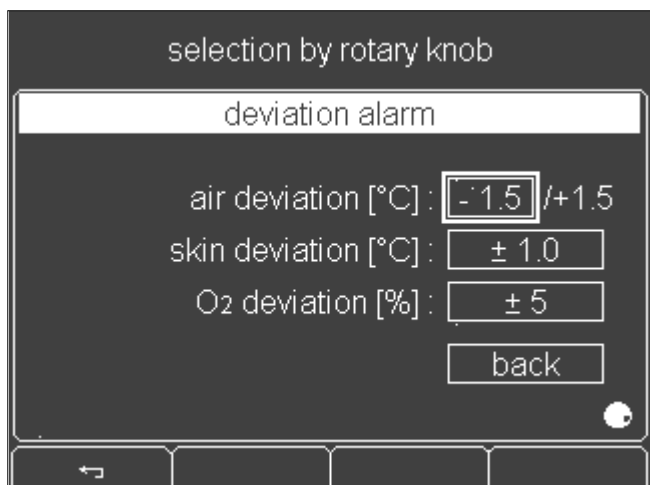 selection by rotary knob
deviation alarm
air deviation [°C] : - 1.5 /+1.5
skin deviation [°C] : ± 1.0
O2 deviation [%] : ± 5
back